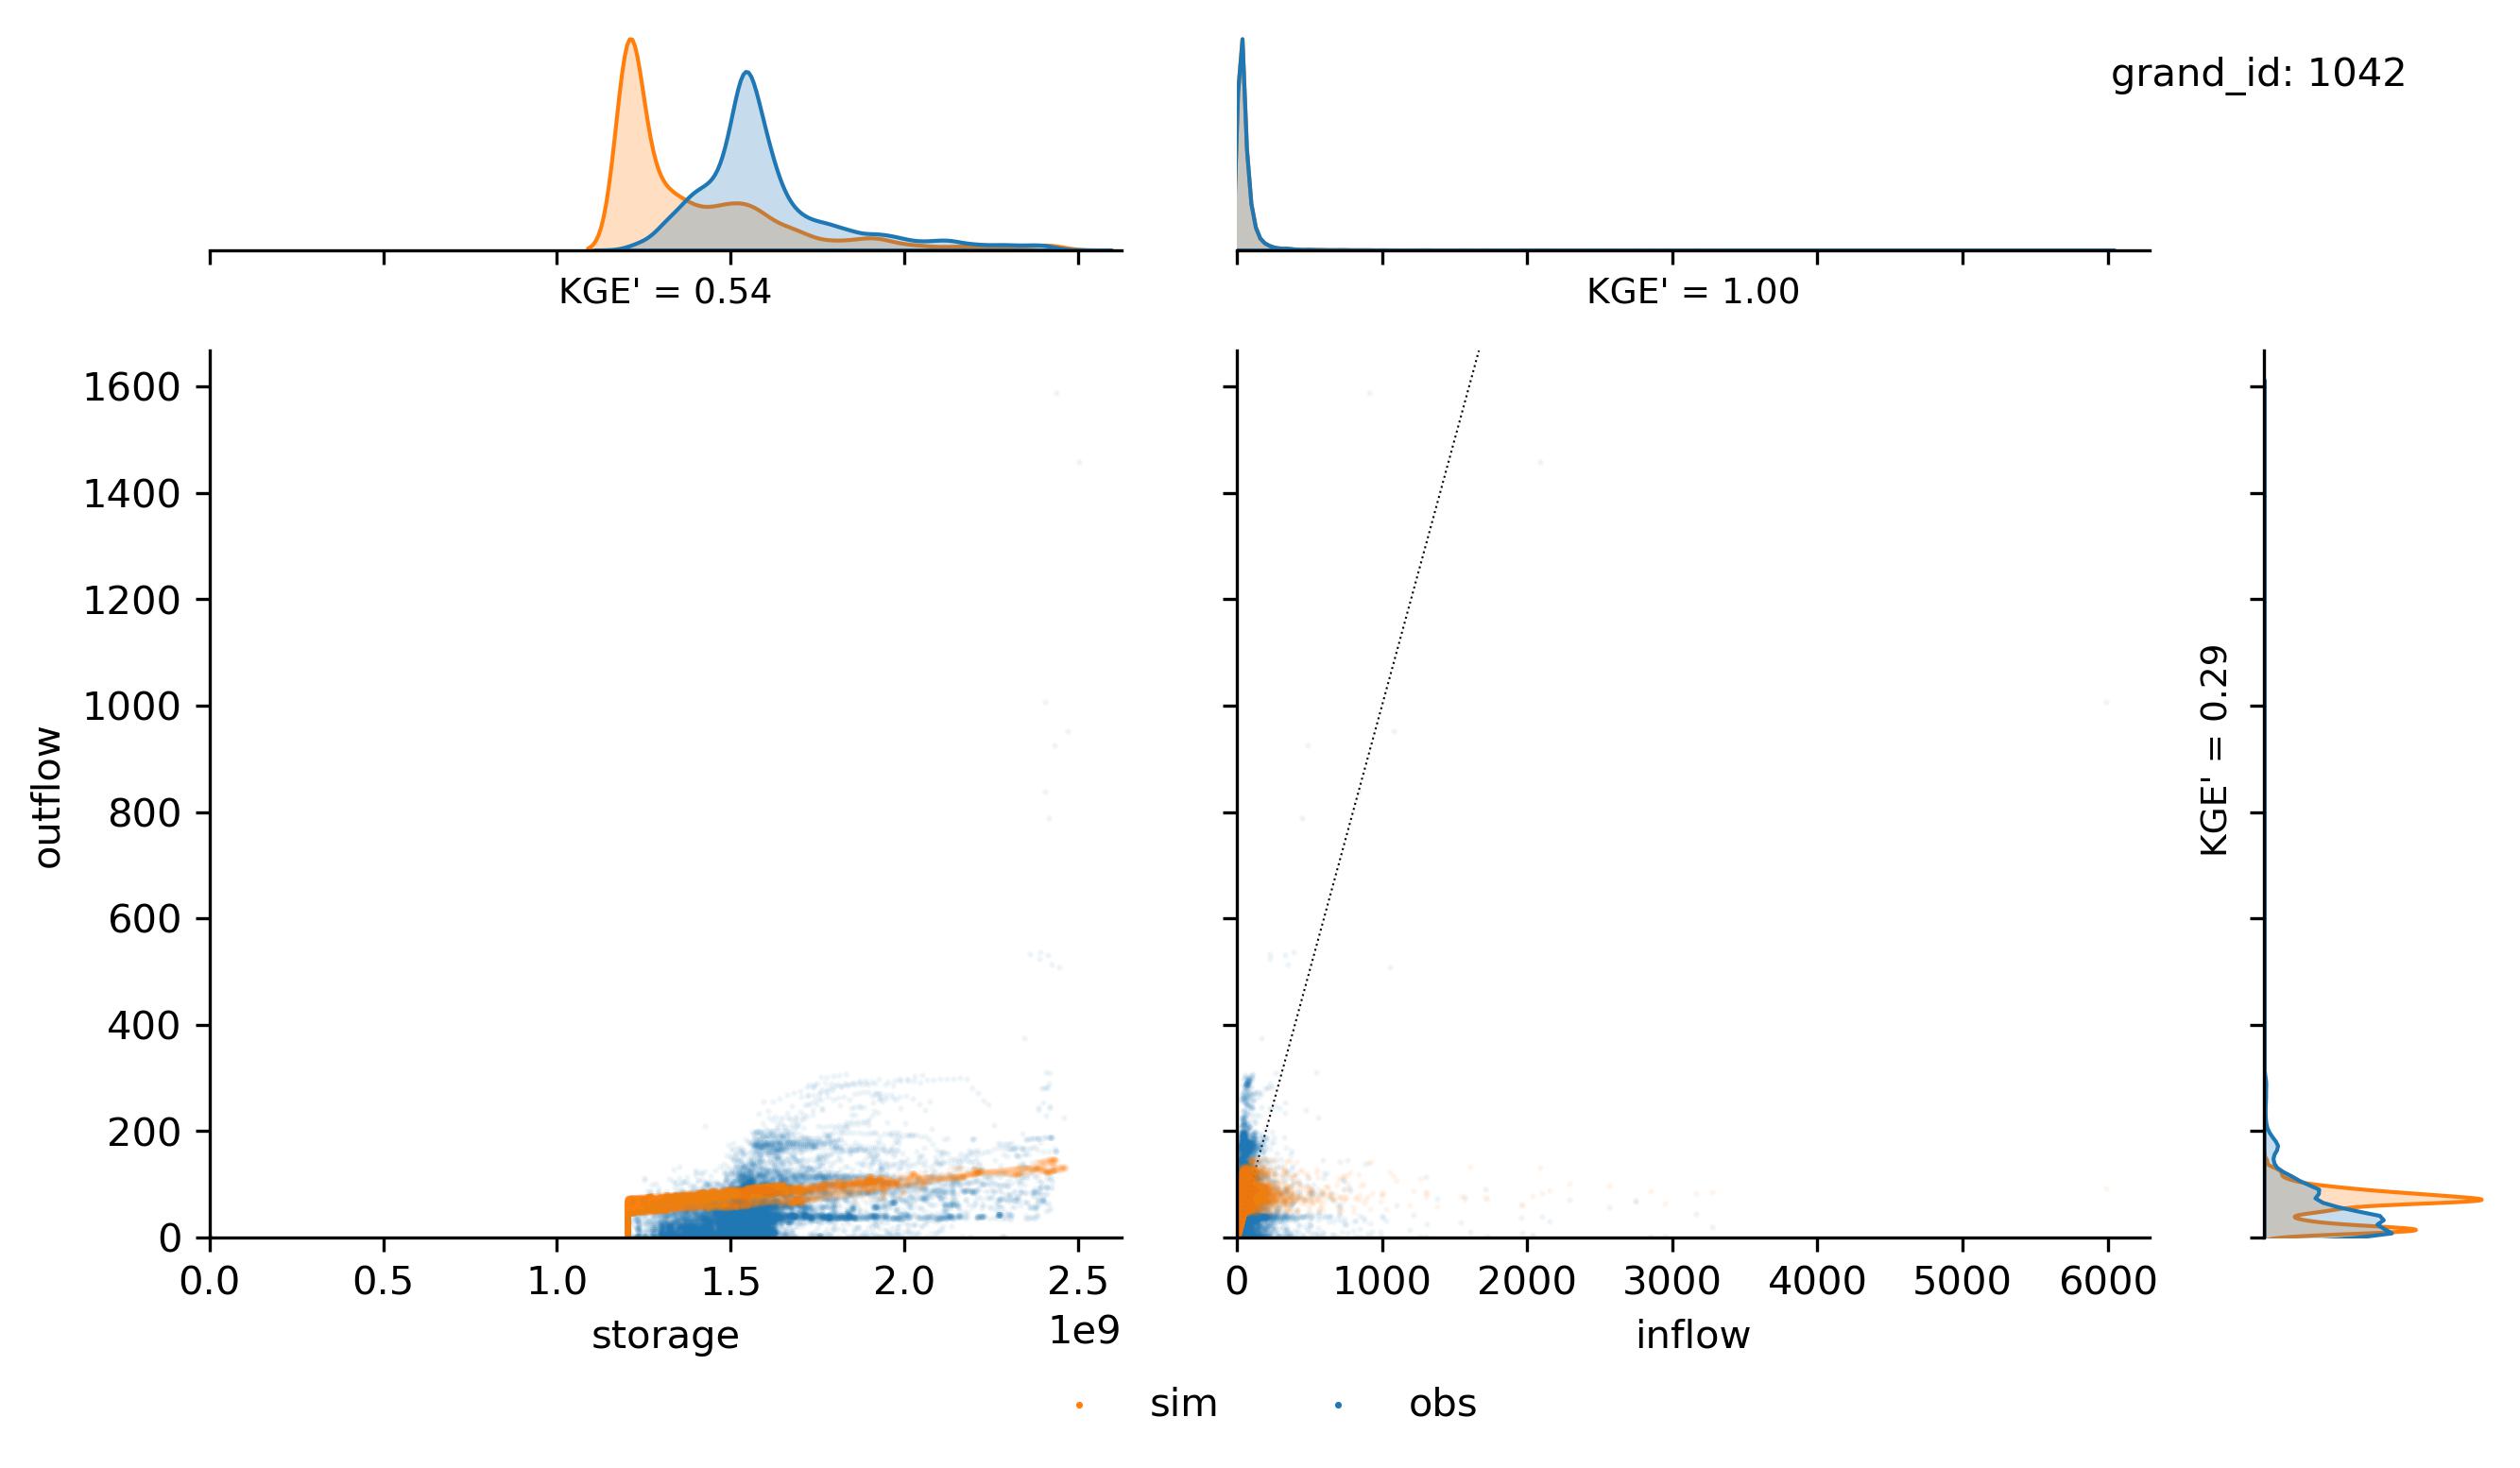 grand_id: 1042
KGE' = 0.54
KGE' = 1.00
1600
1400
1200
1000
800
600
400
200
0
outflow
KGE' = 0.29
0.0 0.5 1.0 1.5 2.0 2.5
1e9
storage
0 1000 2000 3000 4000 5000 6000
inflow
sim obs